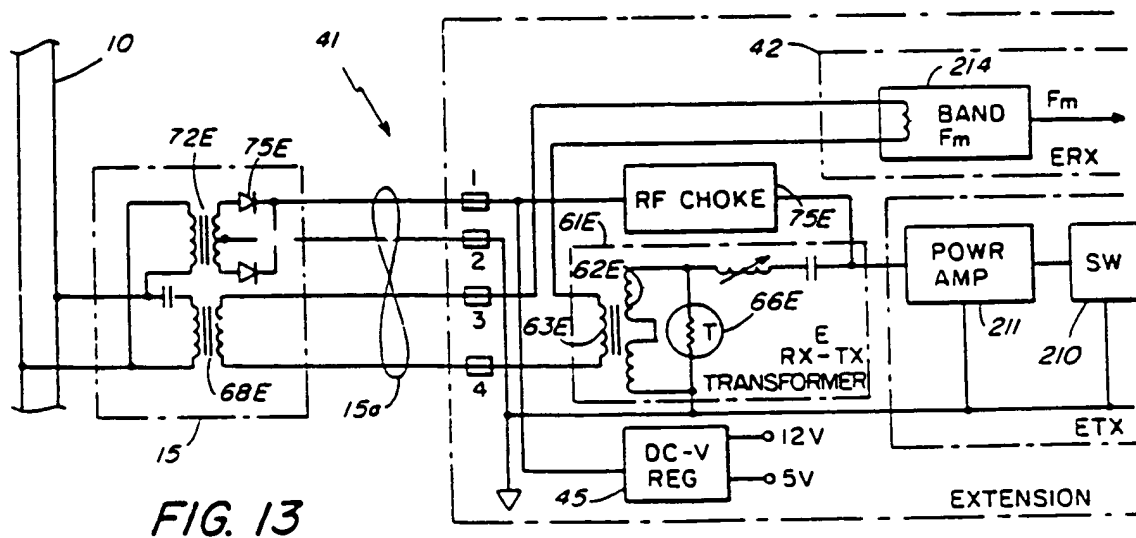 10
41
42
214
BAND
Fm
Fm
ERX
72E
75E
1
RF CHOKE
75E
61E
2
62E
POWR
AMP
SW
3
63E
T
66E
211
210
E
RX-TX
TRANSFORMER
4
68E
15a
15
ETX
DC-V
REG
12V
5V
45
EXTENSION
FIG. 13